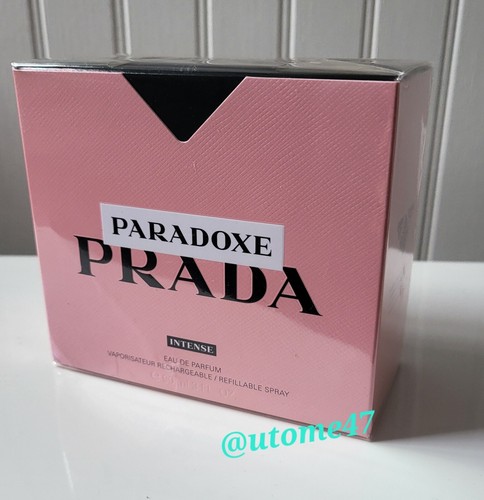 PARADOXE
PRADA
INTENSE
EAU DE PARFUM
VAPORISATEUR RECHARGEABLE / REFILLABLE SPRAY
@utome47